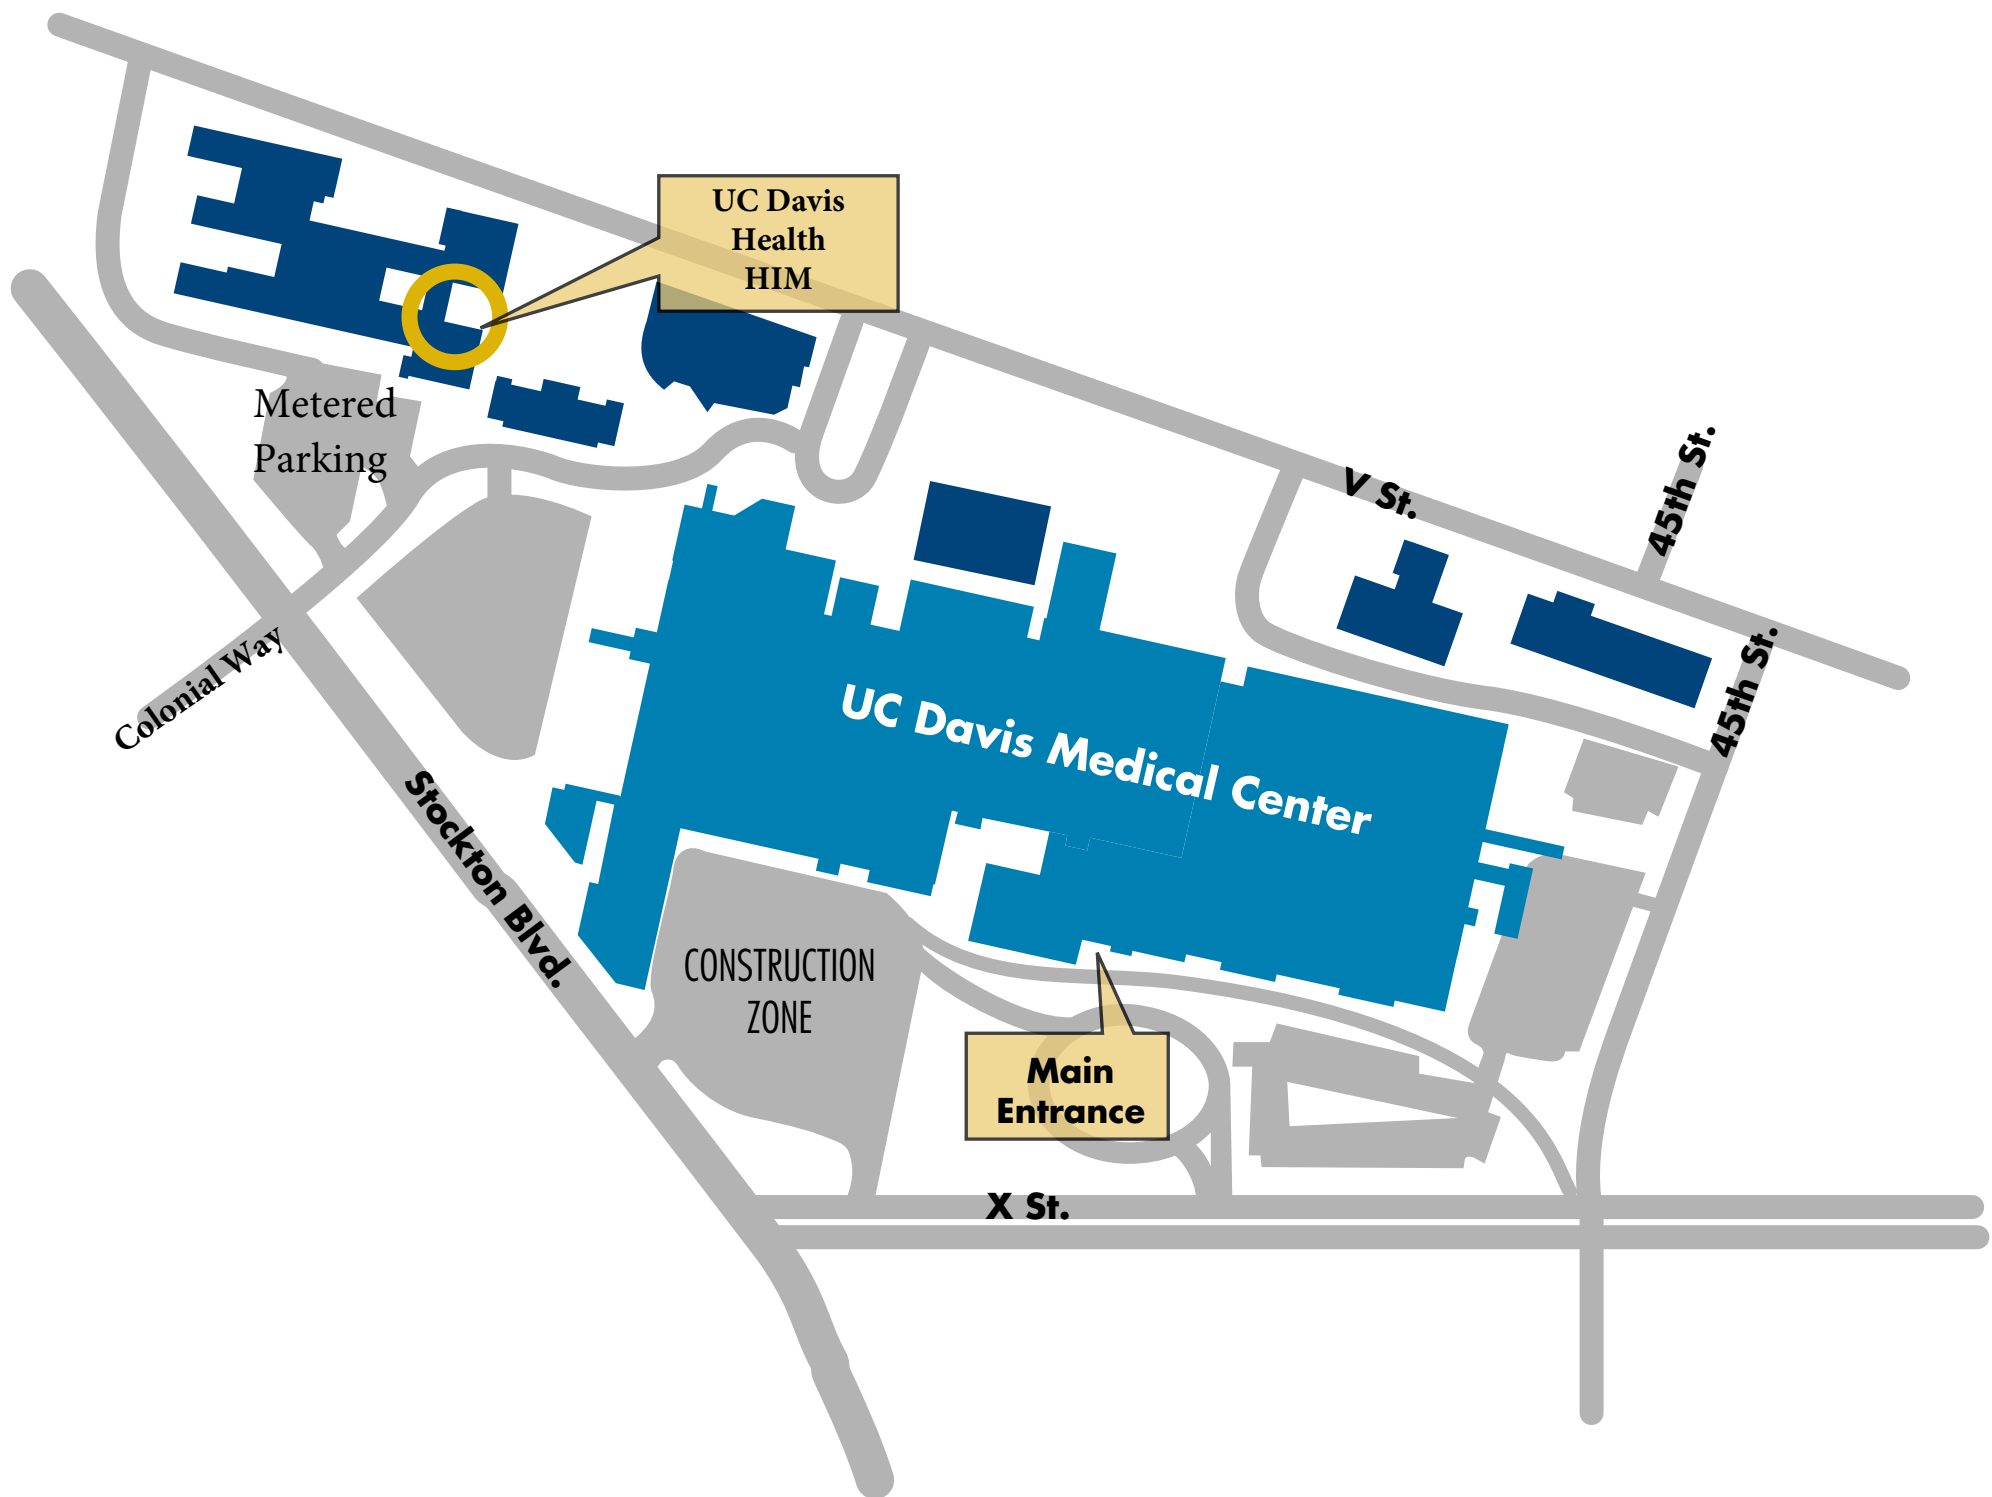 UC Davis
Health
HIM
Metered
Parking
V St.
45th St.
45th St.
Colonial Way
UC Davis Medical Center
Stockton Blvd.
CONSTRUCTION
ZONE
Main
Entrance
X St.